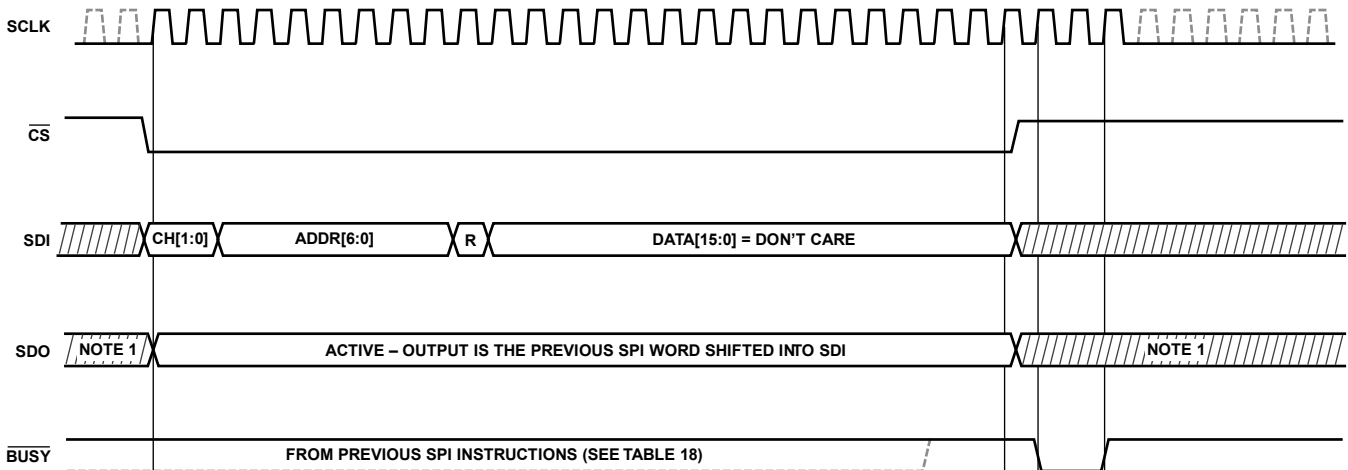 SCLK
CS
SDI
CH[1:0]
ADDR[6:0]
R
DATA[15:0] = DON'T CARE
SDO
NOTE 1
ACTIVE – OUTPUT IS THE PREVIOUS SPI WORD SHIFTED INTO SDI
NOTE 1
BUSY
FROM PREVIOUS SPI INSTRUCTIONS (SEE TABLE 18)